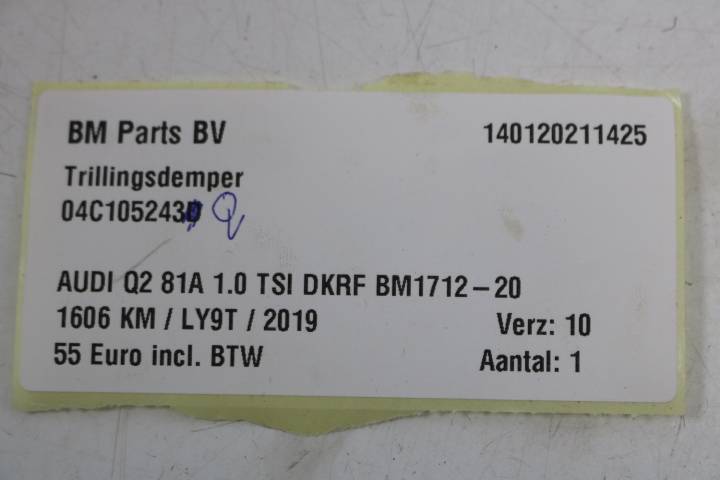 BM Parts BV 140120211425
Trillingsdemper
04C105243 Q
AUDI Q2 81A 1.0 TSI DKRF BM1712-20
1606 KM / LY9T / 2019 Verz: 10
55 Euro incl. BTW Aantal: 1